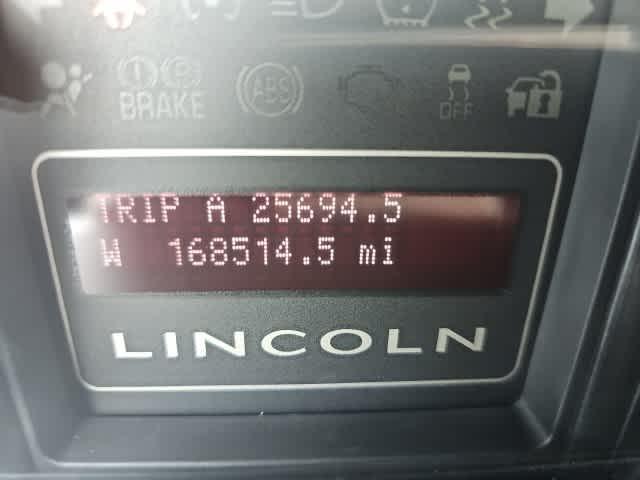 BRAKE
ABS
OFF
TRIP A 25694.5
W 168514.5 mi
LINCOLN